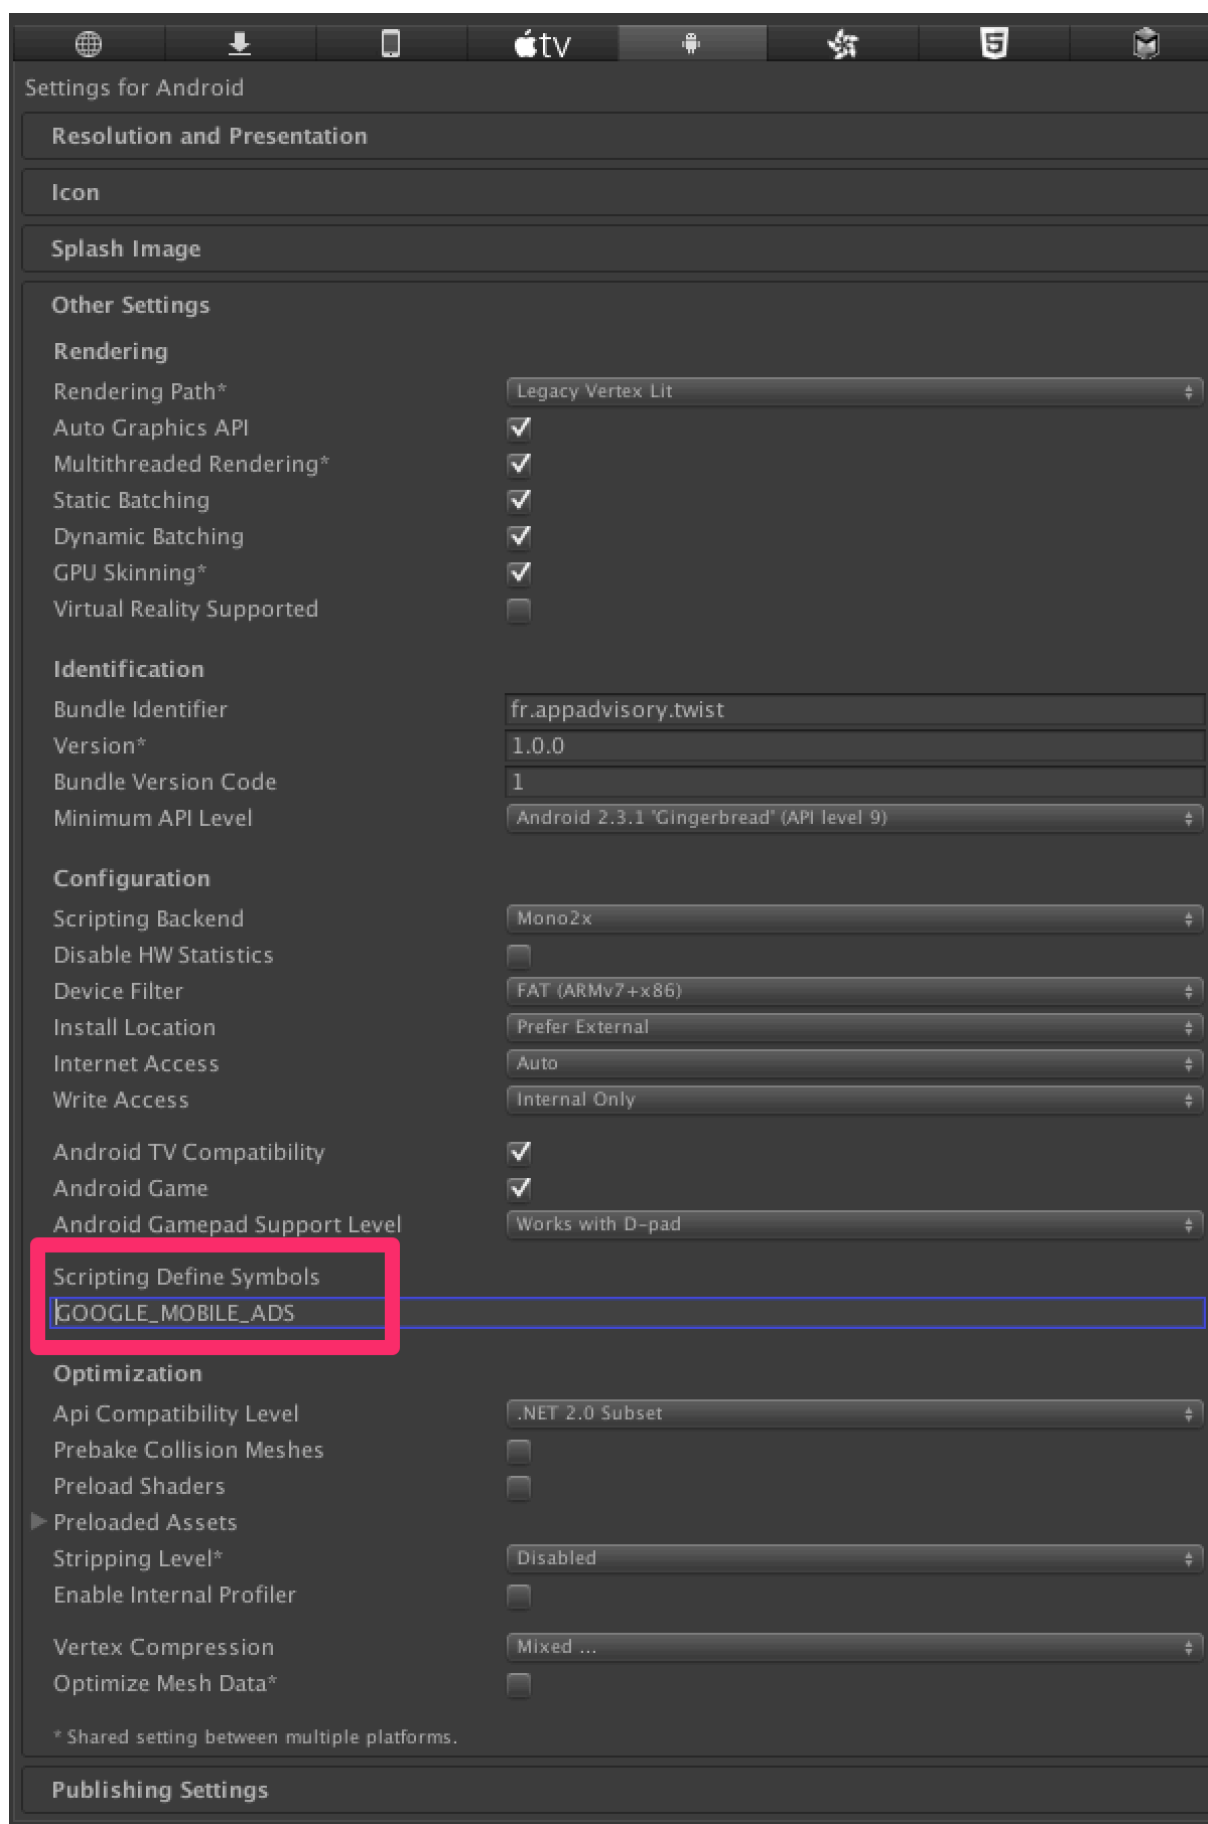 tv
Settings for Android
Resolution and Presentation
Icon
Splash Image
Other Settings
Rendering
Rendering Path* Legacy Vertex Lit
Auto Graphics API
Multithreaded Rendering*
Static Batching
Dynamic Batching
GPU Skinning*
Virtual Reality Supported
Identification
Bundle Identifier fr.appadvisory.twist
Version* 1.0.0
Bundle Version Code 1
Minimum API Level Android 2.3.1 'Gingerbread' (API level 9)
Configuration
Scripting Backend Mono2x
Disable HW Statistics
Device Filter FAT (ARMv7+x86)
Install Location Prefer External
Internet Access Auto
Write Access Internal Only
Android TV Compatibility
Android Game
Android Gamepad Support Level Works with D-pad
Scripting Define Symbols
GOOGLE_MOBILE_ADS
Optimization
Api Compatibility Level .NET 2.0 Subset
Prebake Collision Meshes
Preload Shaders
Preloaded Assets
Stripping Level* Disabled
Enable Internal Profiler
Vertex Compression Mixed ...
Optimize Mesh Data*
* Shared setting between multiple platforms.
Publishing Settings